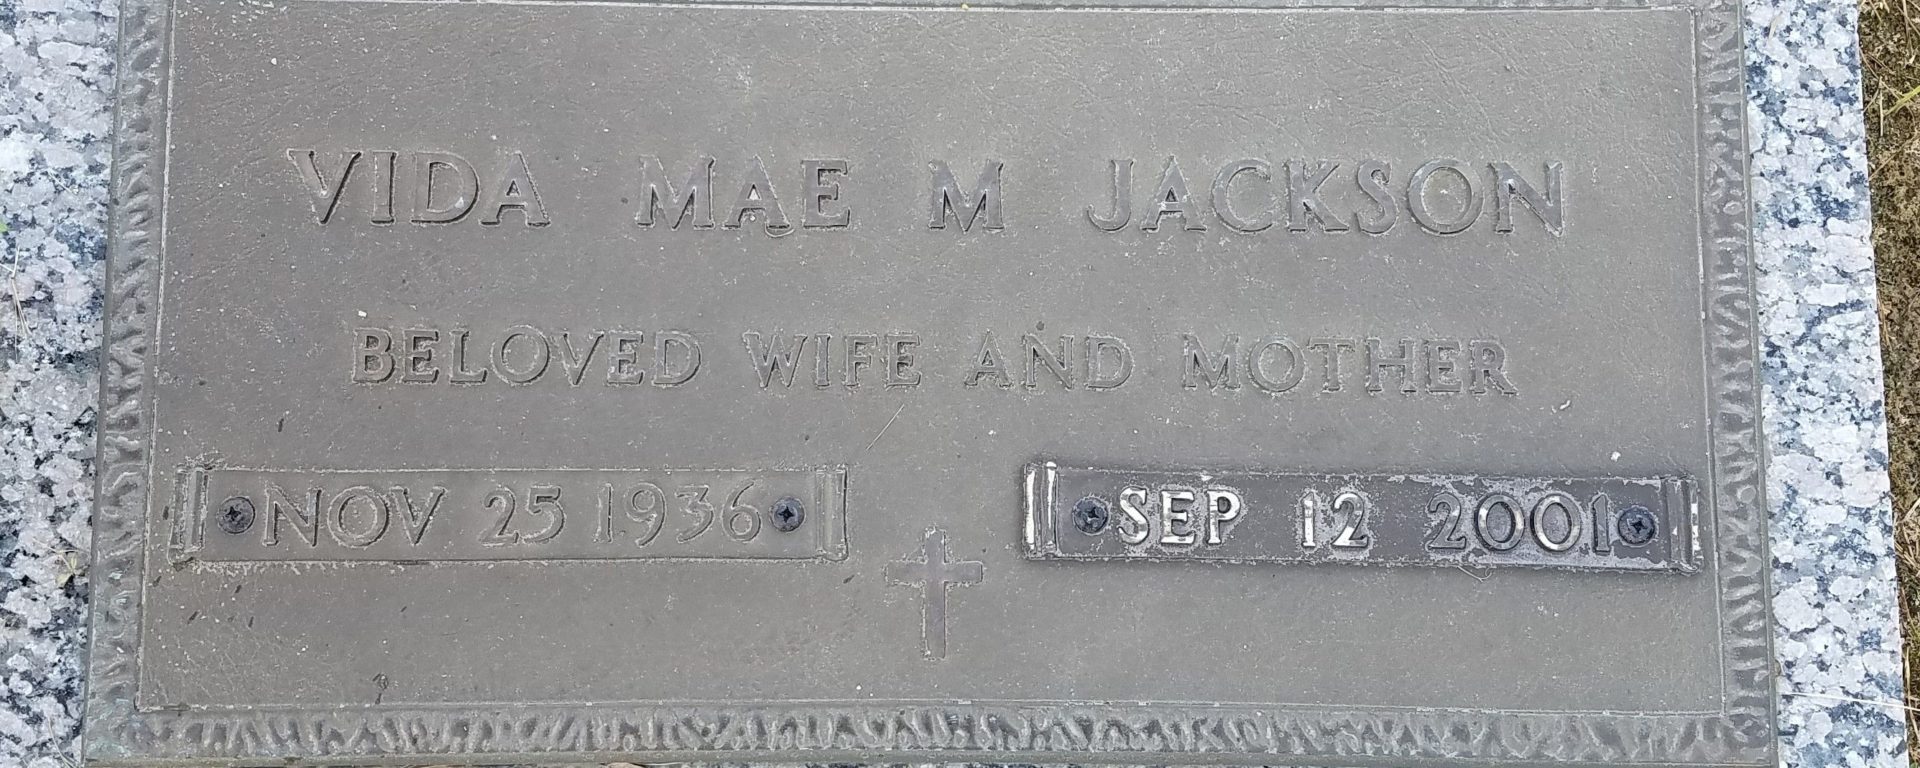 VIDA MAE M JACKSON
BELOVED WIFE AND MOTHER
NOV 25 1936
SEP 12 2001